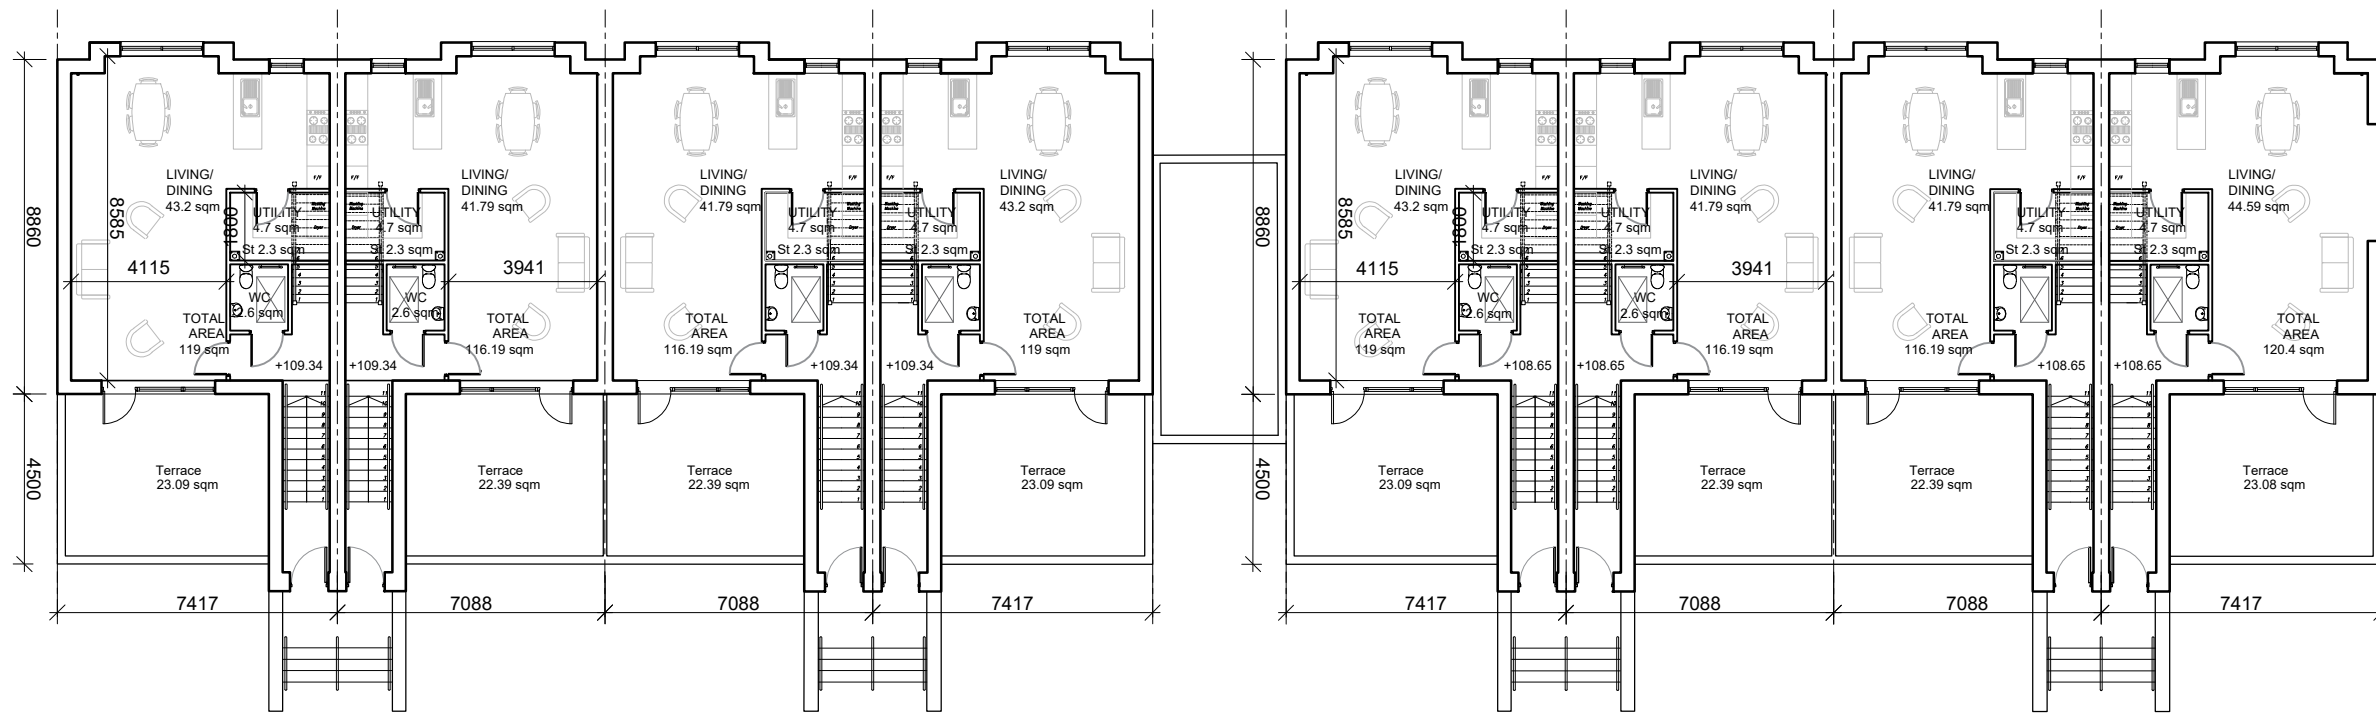 LIVING/
DINING
43.2 sqm
UTILITY
4.7 sqm
St 2.3 sqm
WC
2.6 sqm
TOTAL
AREA
119 sqm
+109.34
LIVING/
DINING
41.79 sqm
UTILITY
4.7 sqm
St 2.3 sqm
WC
2.6 sqm
TOTAL
AREA
116.19 sqm
+109.34
LIVING/
DINING
41.79 sqm
UTILITY
4.7 sqm
St 2.3 sqm
TOTAL
AREA
116.19 sqm
+109.34
LIVING/
DINING
43.2 sqm
UTILITY
4.7 sqm
St 2.3 sqm
TOTAL
AREA
119 sqm
+109.34
8860
8585
1800
4115
3941
4500
Terrace
23.09 sqm
Terrace
22.39 sqm
Terrace
22.39 sqm
Terrace
23.09 sqm
7417
7088
7088
7417
LIVING/
DINING
43.2 sqm
UTILITY
4.7 sqm
St 2.3 sqm
WC
2.6 sqm
TOTAL
AREA
119 sqm
+108.65
LIVING/
DINING
41.79 sqm
UTILITY
4.7 sqm
St 2.3 sqm
WC
2.6 sqm
TOTAL
AREA
116.19 sqm
+108.65
LIVING/
DINING
41.79 sqm
UTILITY
4.7 sqm
St 2.3 sqm
TOTAL
AREA
116.19 sqm
+108.65
LIVING/
DINING
44.59 sqm
UTILITY
4.7 sqm
St 2.3 sqm
TOTAL
AREA
120.4 sqm
+108.65
8860
8585
1800
4115
3941
4500
Terrace
23.09 sqm
Terrace
22.39 sqm
Terrace
22.39 sqm
Terrace
23.08 sqm
7417
7088
7088
7417